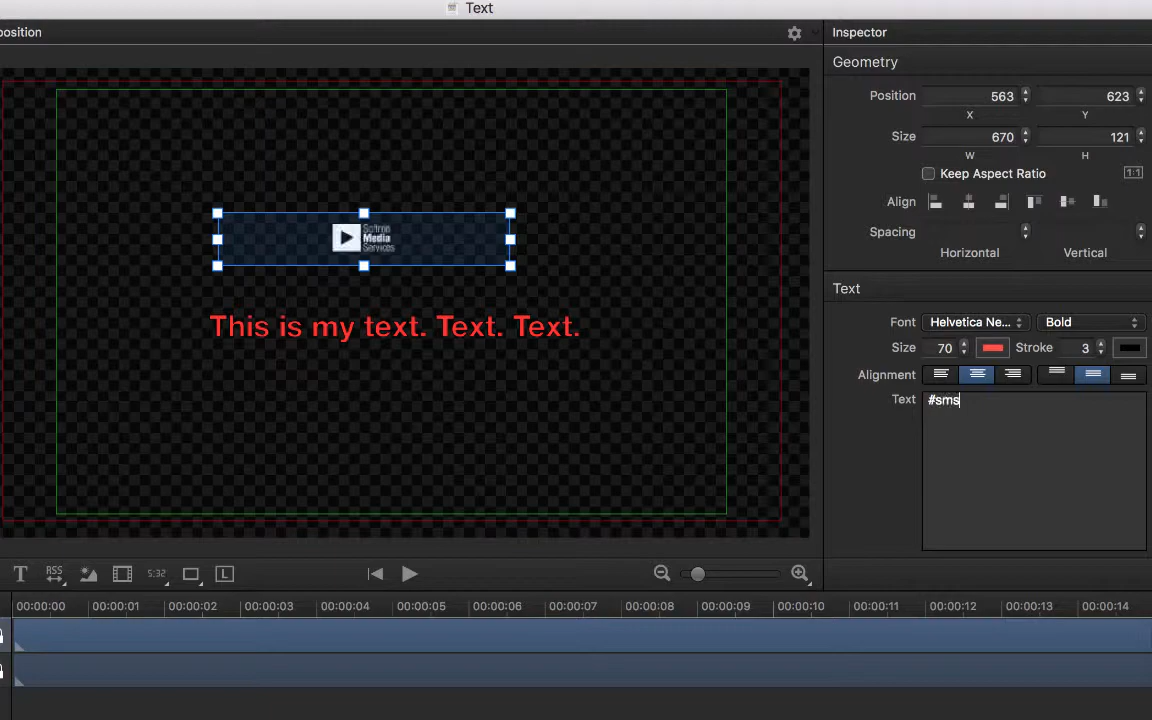 Text
position
Inspector
Geometry
Position 563 623
X Y
Size 670 121
W H
Keep Aspect Ratio 1:1
Align
Spacing
Horizontal Vertical
Text
Font Helvetica Ne... Bold
Size 70 Stroke 3
Alignment
Text #sms
Media
Services
This is my text. Text. Text.
T RSS 5:32 L
00:00:00 00:00:01 00:00:02 00:00:03 00:00:04 00:00:05 00:00:06 00:00:07 00:00:08 00:00:09 00:00:10 00:00:11 00:00:12 00:00:13 00:00:14